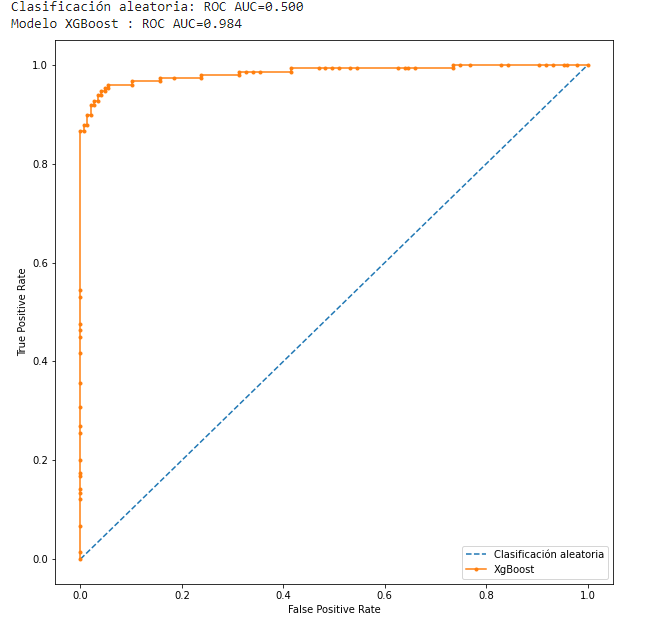 Clasificación aleatoria: ROC AUC=0.500
Modelo XGBoost : ROC AUC=0.984
1.0
0.8
0.6
0.4
0.2
0.0
True Positive Rate
Clasificación aleatoria
XgBoost
0.0 0.2 0.4 0.6 0.8 1.0
False Positive Rate